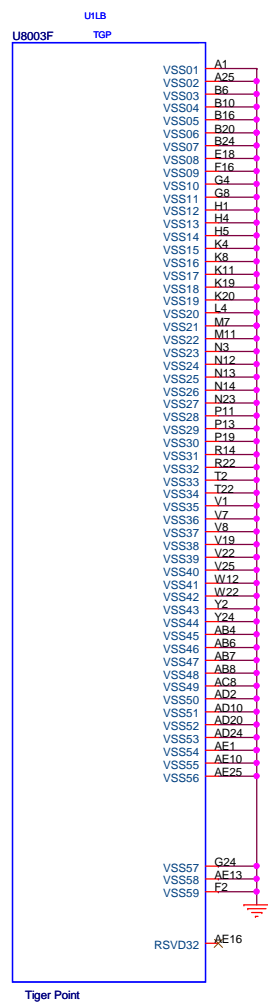 U1LB
U8003F TGP
VSS01 A1
VSS02 A25
VSS03 B6
VSS04 B10
VSS05 B16
VSS06 B20
VSS07 B24
VSS08 E18
VSS09 F16
VSS10 G4
VSS11 G8
VSS12 H1
VSS13 H4
VSS14 H5
VSS15 K4
VSS16 K8
VSS17 K11
VSS18 K19
VSS19 K20
VSS20 L4
VSS21 M7
VSS22 M11
VSS23 N3
VSS24 N12
VSS25 N13
VSS26 N14
VSS27 N23
VSS28 P11
VSS29 P13
VSS30 P19
VSS31 R14
VSS32 R22
VSS33 T2
VSS34 T22
VSS35 V1
VSS36 V7
VSS37 V8
VSS38 V19
VSS39 V22
VSS40 V25
VSS41 W12
VSS42 W22
VSS43 Y2
VSS44 Y24
VSS45 AB4
VSS46 AB6
VSS47 AB7
VSS48 AB8
VSS49 AC8
VSS50 AD2
VSS51 AD10
VSS52 AD20
VSS53 AD24
VSS54 AE1
VSS55 AE10
VSS56 AE25
VSS57 G24
VSS58 AE13
VSS59 F2
RSVD32 AE16
Tiger Point